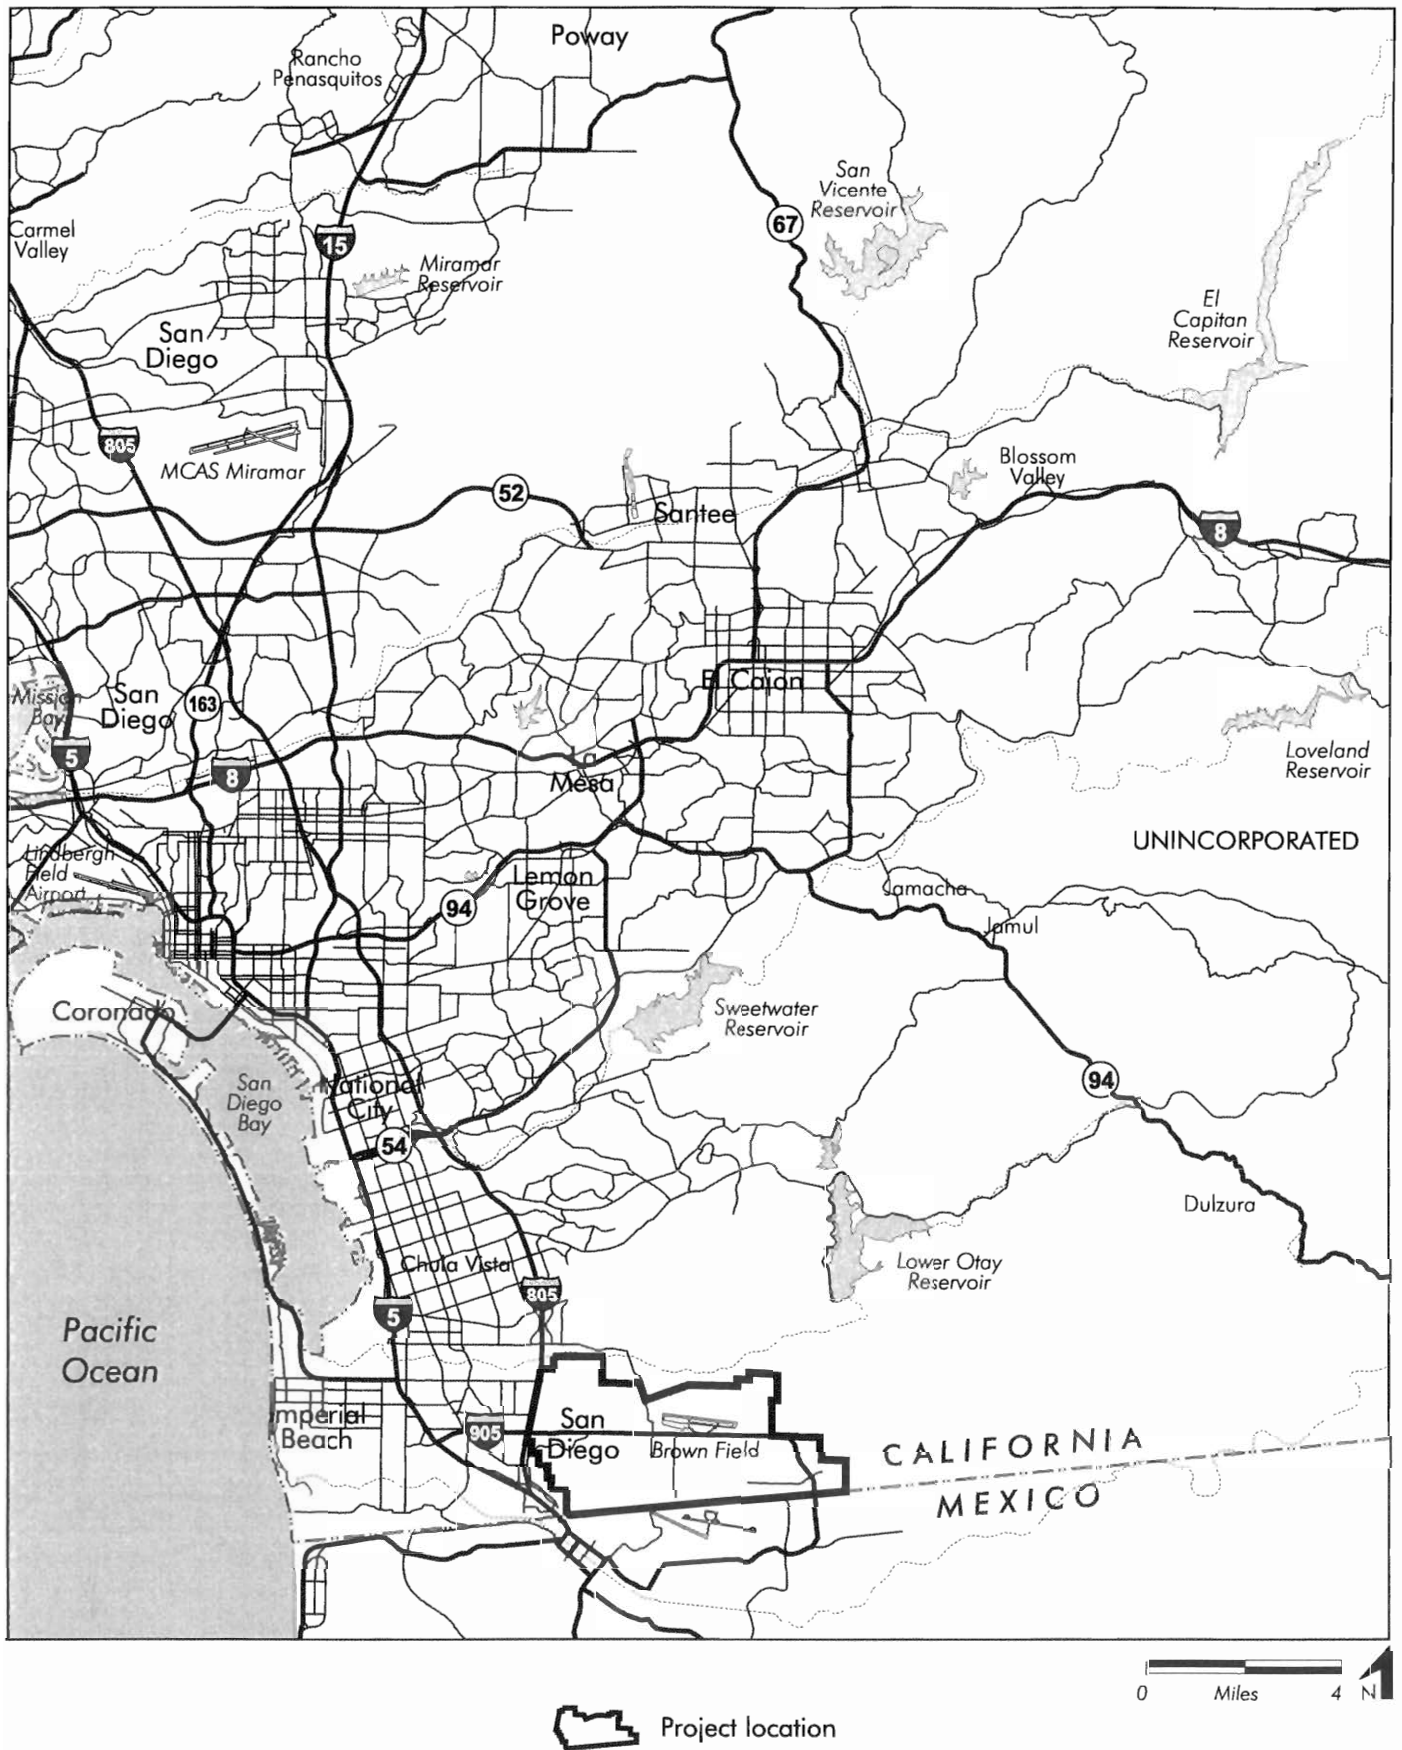 Poway
Rancho
Penasquitos
San
Vicente
Reservoir
67
Carmel
Valley
15
Miramar
Reservoir
El
Capitan
Reservoir
San
Diego
805
MCAS Miramar
Blossom
Valley
52
Santee
8
El Cajon
Mission
Bay
San
Diego
163
5
8
La
Mesa
Loveland
Reservoir
UNINCORPORATED
Lindbergh
Field
Airport
Lemon
Grove
94
Jamacha
Jamul
Coronado
Sweetwater
Reservoir
San
Diego
Bay
National
City
94
54
Dulzura
Chula Vista
Lower Otay
Reservoir
805
5
Pacific
Ocean
Imperial
Beach
905
San
Diego
Brown Field
CALIFORNIA
MEXICO
0 Miles 4 N
Project location